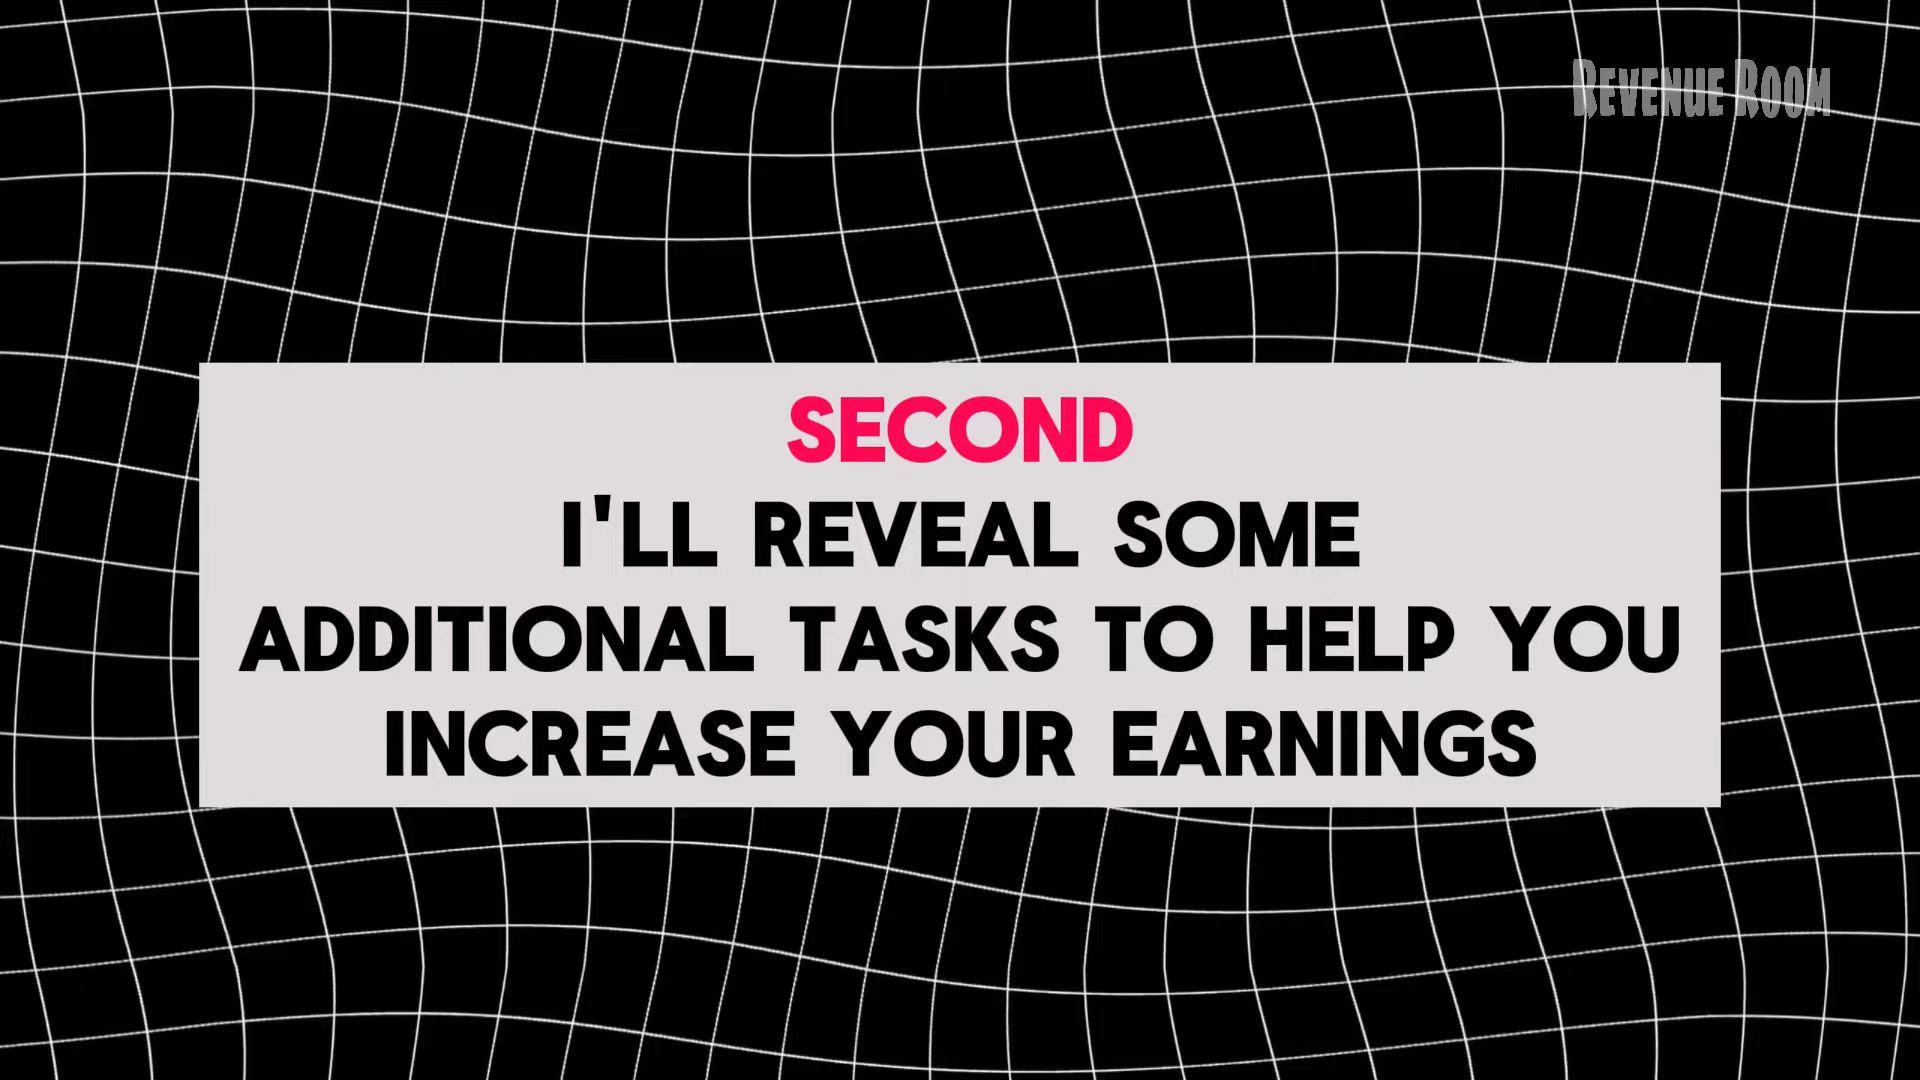 Revenue Room
SECOND
I'LL REVEAL SOME
ADDITIONAL TASKS TO HELP YOU
INCREASE YOUR EARNINGS